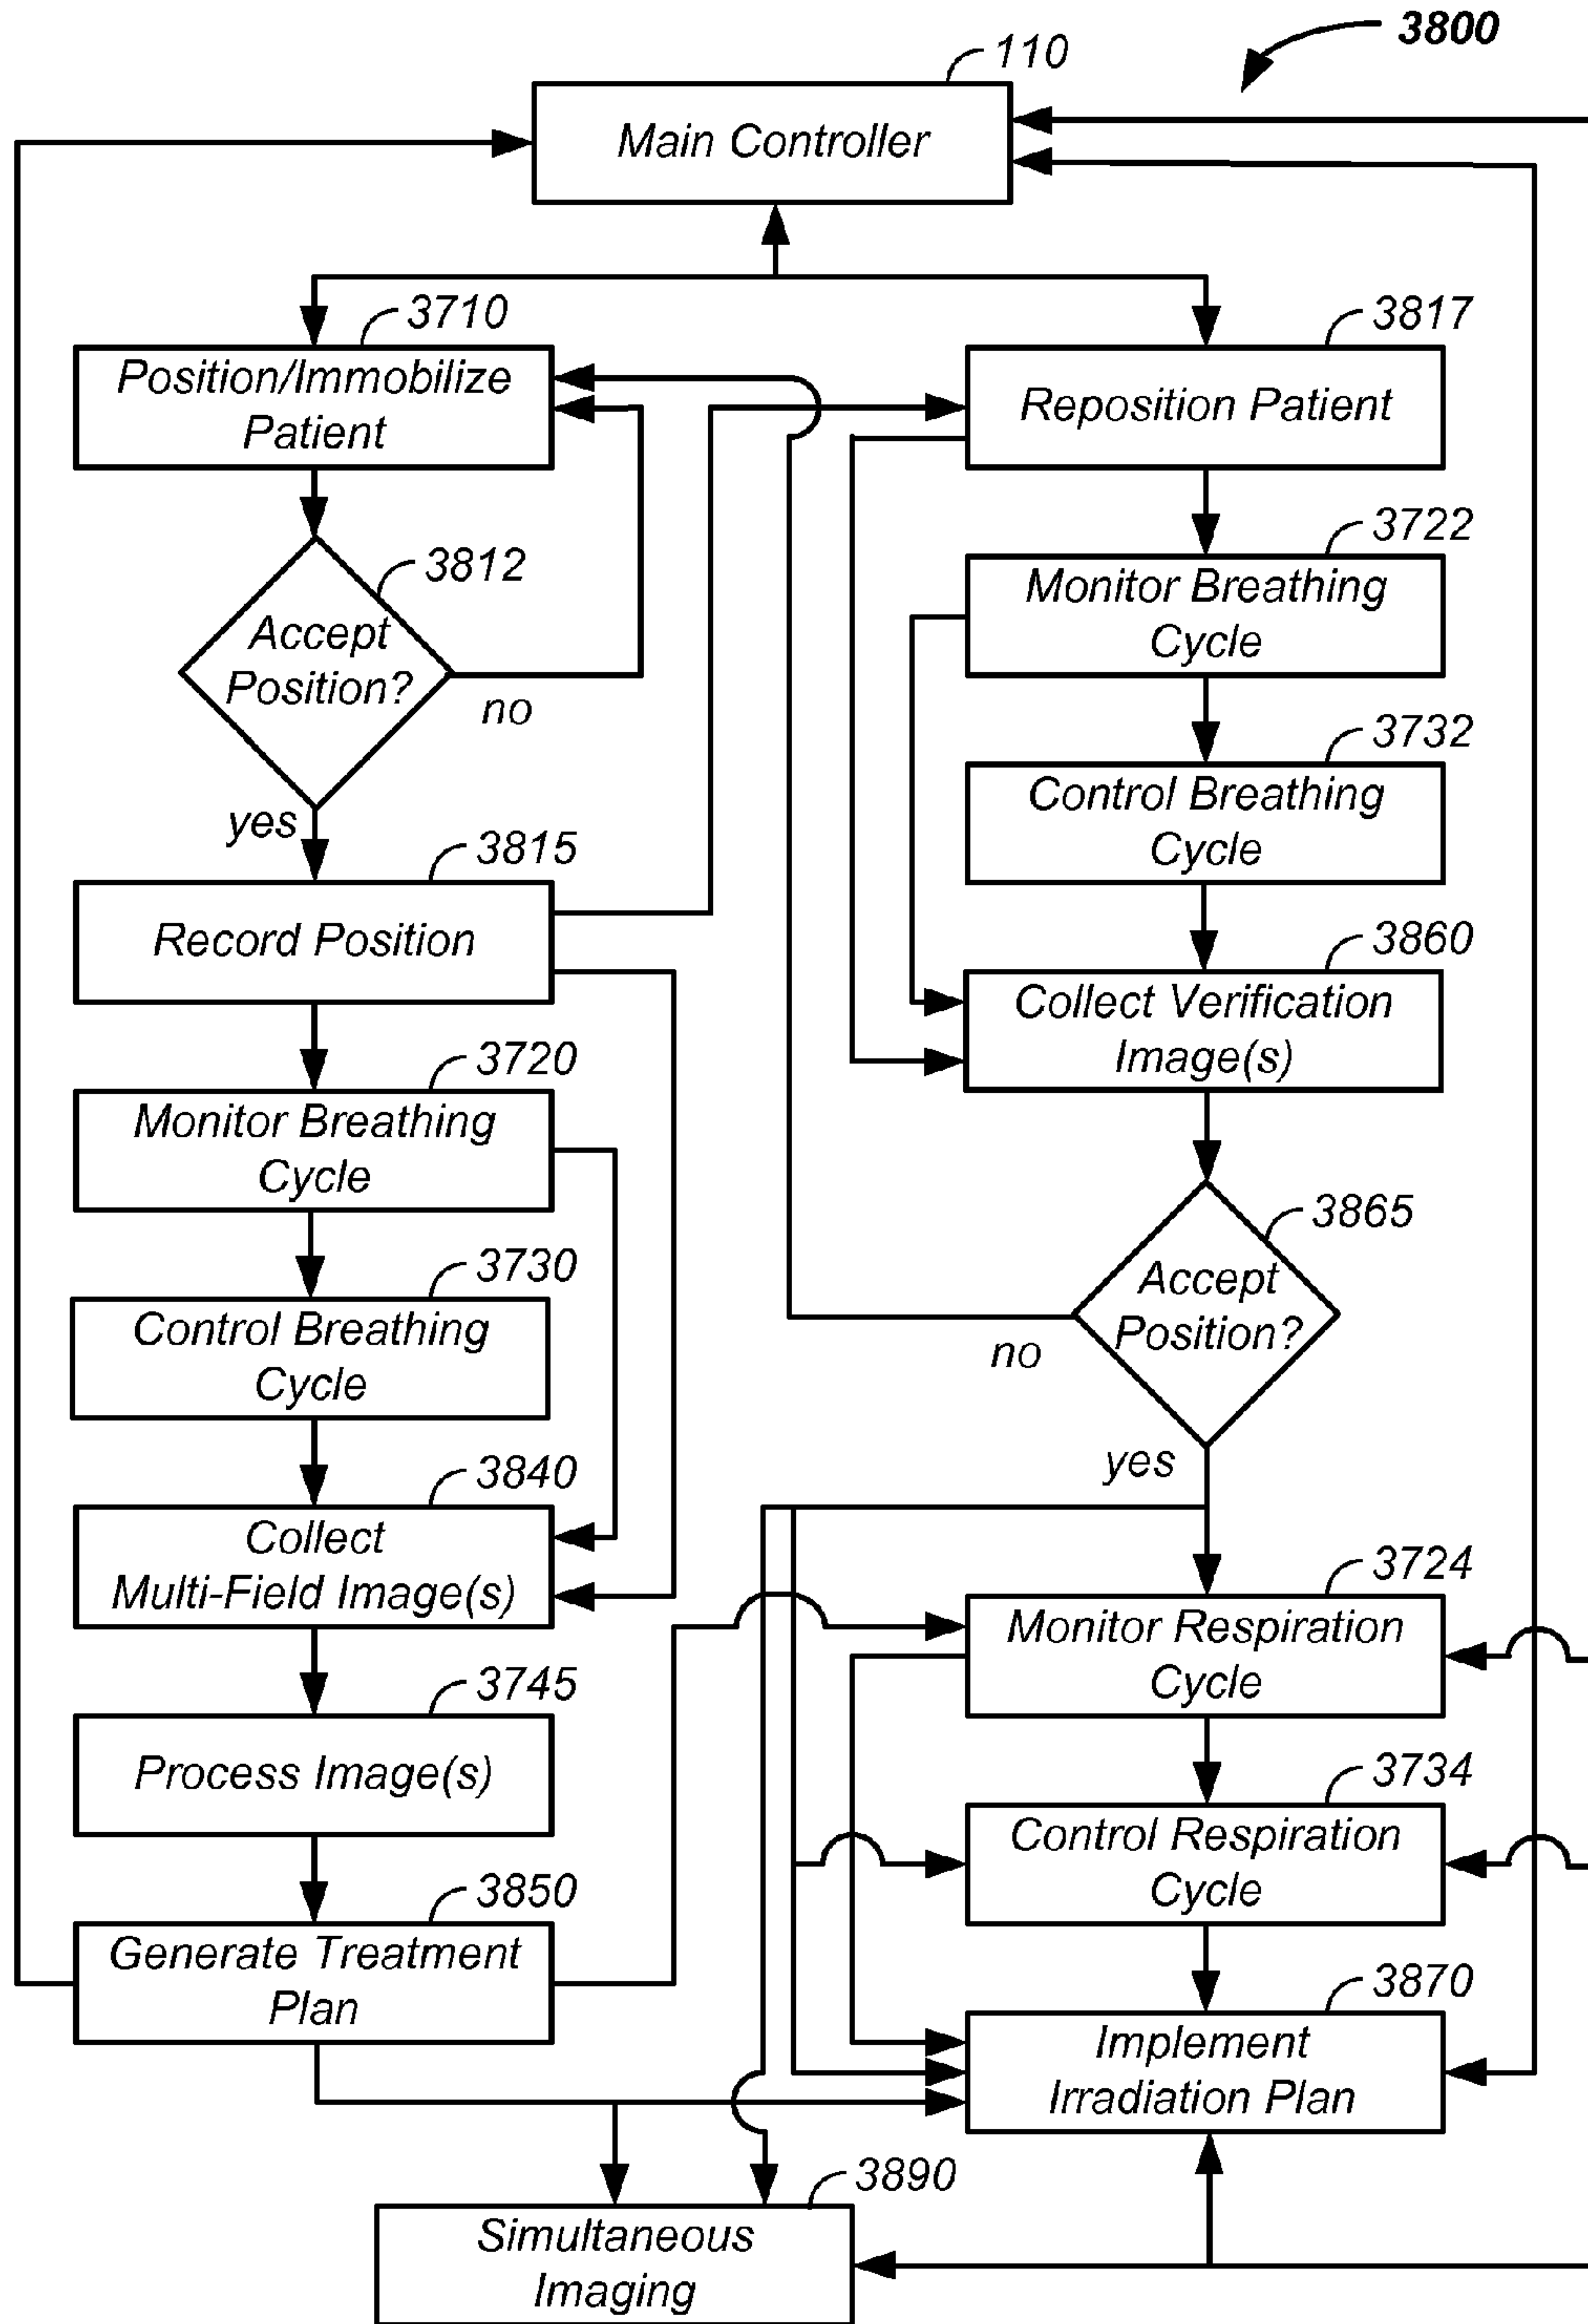 3800
110
Main Controller
3710
Position/Immobilize
Patient
3812
Accept
Position?
no
yes
3815
Record Position
3720
Monitor Breathing
Cycle
3730
Control Breathing
Cycle
3840
Collect
Multi-Field Image(s)
3745
Process Image(s)
3850
Generate Treatment
Plan
3817
Reposition Patient
3722
Monitor Breathing
Cycle
3732
Control Breathing
Cycle
3860
Collect Verification
Image(s)
3865
Accept
Position?
no
yes
3724
Monitor Respiration
Cycle
3734
Control Respiration
Cycle
3870
Implement
Irradiation Plan
3890
Simultaneous
Imaging